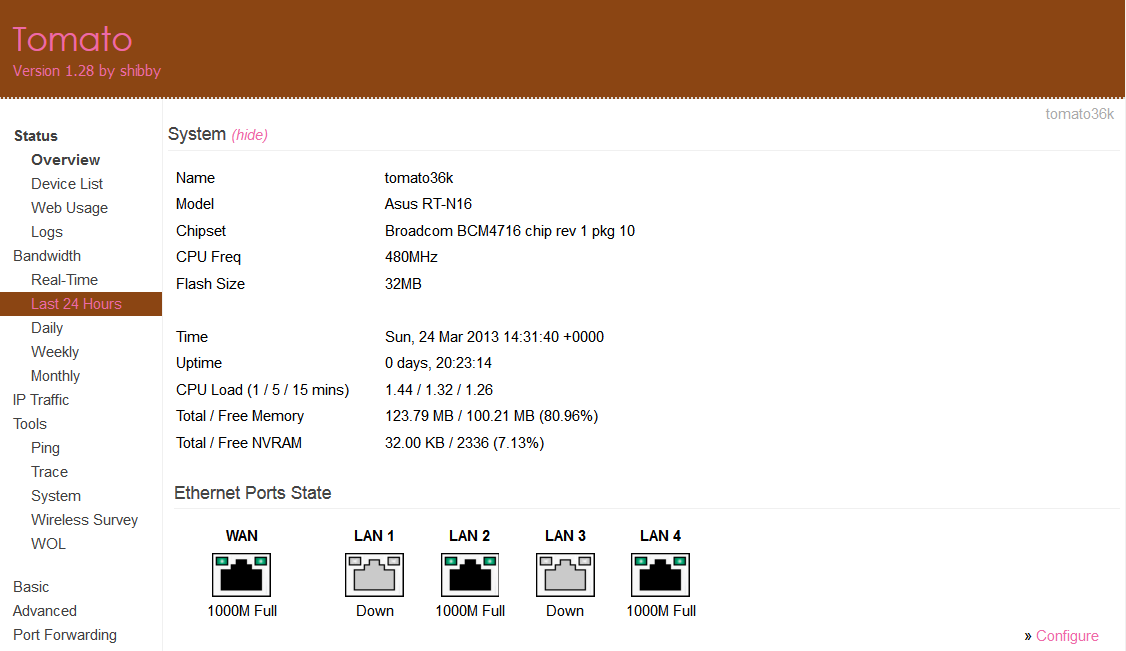 Tomato
Version 1.28 by shibby
tomato36k
Status
Overview
Device List
Web Usage
Logs
Bandwidth
Real-Time
Last 24 Hours
Daily
Weekly
Monthly
IP Traffic
Tools
Ping
Trace
System
Wireless Survey
WOL
Basic
Advanced
Port Forwarding
System (hide)
Name tomato36k
Model Asus RT-N16
Chipset Broadcom BCM4716 chip rev 1 pkg 10
CPU Freq 480MHz
Flash Size 32MB
Time Sun, 24 Mar 2013 14:31:40 +0000
Uptime 0 days, 20:23:14
CPU Load (1 / 5 / 15 mins) 1.44 / 1.32 / 1.26
Total / Free Memory 123.79 MB / 100.21 MB (80.96%)
Total / Free NVRAM 32.00 KB / 2336 (7.13%)
Ethernet Ports State
WAN LAN 1 LAN 2 LAN 3 LAN 4
1000M Full Down 1000M Full Down 1000M Full
» Configure